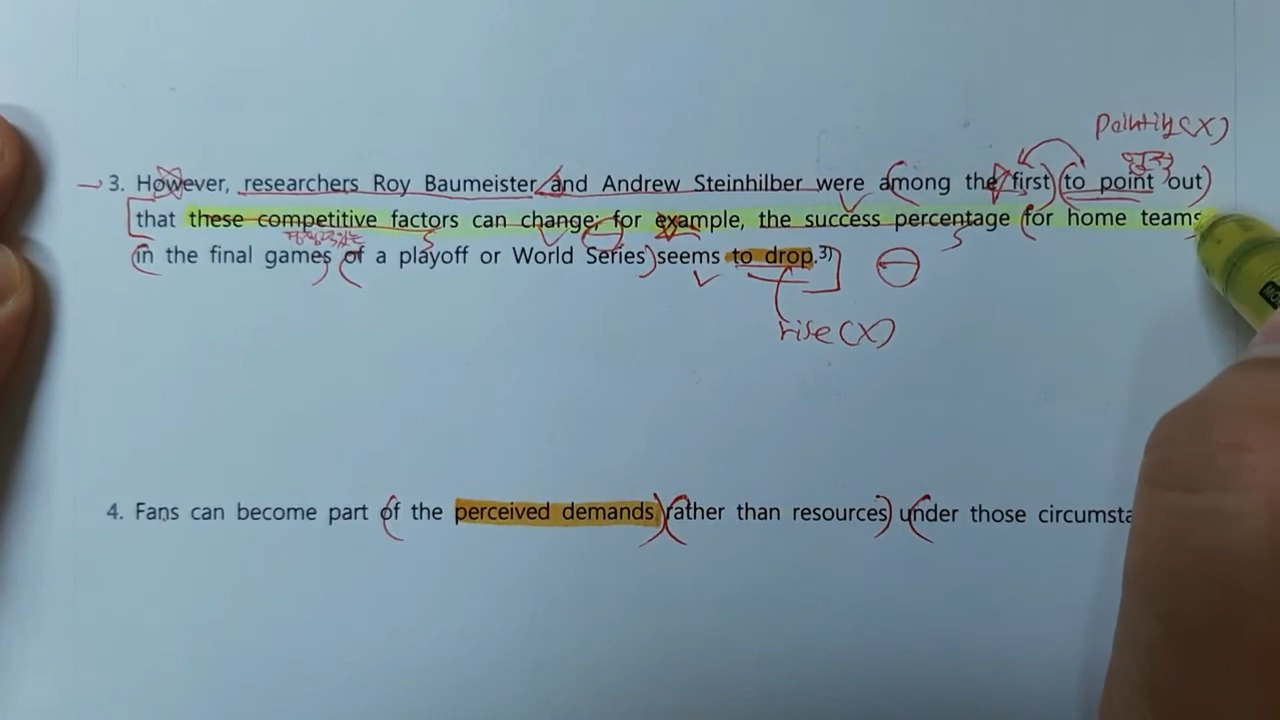 pointing(X)
3. However, researchers Roy Baumeister and Andrew Steinhilber were among the first to point out
that these competitive factors can change; for example, the success percentage for home teams
in the final games of a playoff or World Series seems to drop.3)
rise(X)
4. Fans can become part of the perceived demands rather than resources under those circumsta